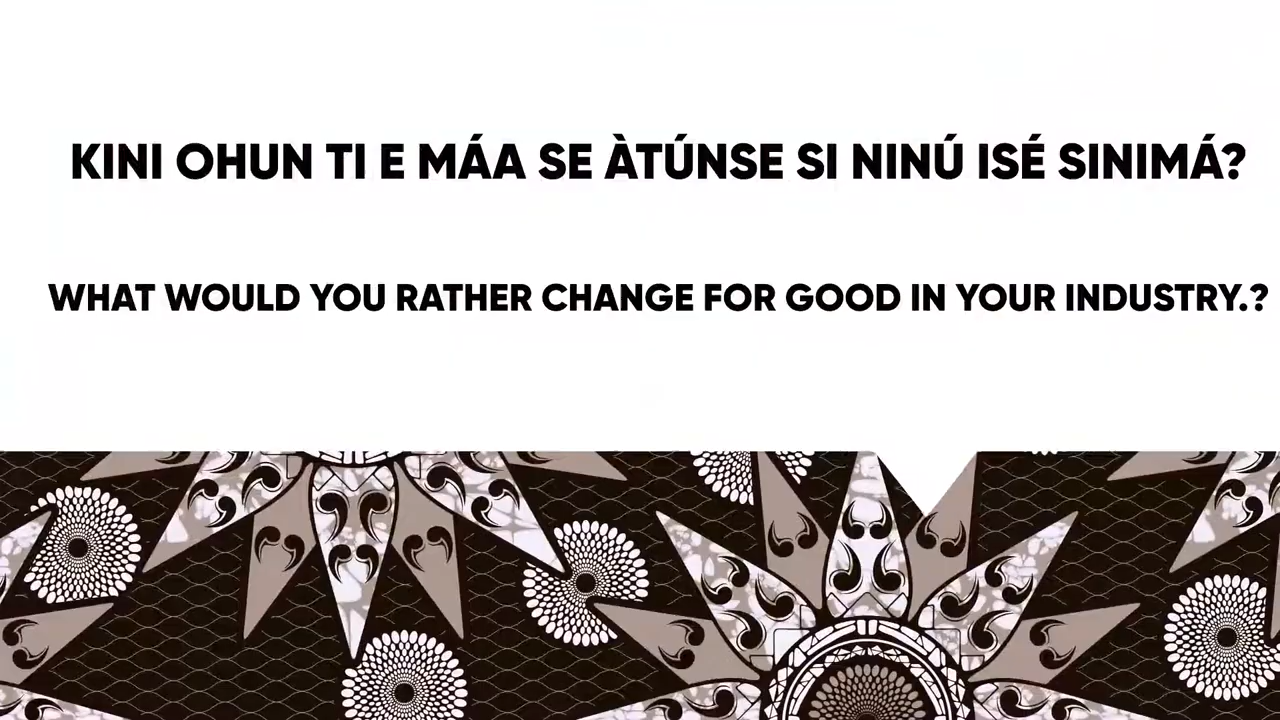 KINI OHUN TI E MÁA SE ÀTÚNSE SI NINÚ ISÉ SINIMÁ?
WHAT WOULD YOU RATHER CHANGE FOR GOOD IN YOUR INDUSTRY.?